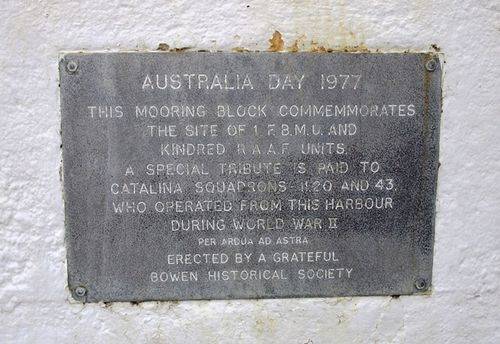 AUSTRALIA DAY 1977
THIS MOORING BLOCK COMMEMMORATES
THE SITE OF 1 F.B.M.U. AND
KINDRED R.A.A.F. UNITS.
A SPECIAL TRIBUTE IS PAID TO
CATALINA SQUADRONS 11.20 AND 43,
WHO OPERATED FROM THIS HARBOUR
DURING WORLD WAR II
PER ARDUA AD ASTRA
ERECTED BY A GRATEFUL
BOWEN HISTORICAL SOCIETY